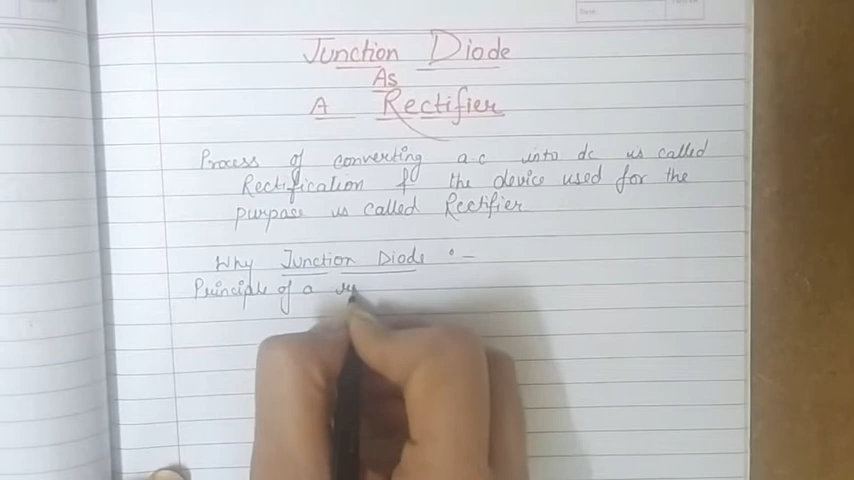 Junction Diode
As
A Rectifier
Process of converting a.c into dc is called
Rectification & the device used for the
purpose is called Rectifier
Why Junction Diode :-
Principle of a